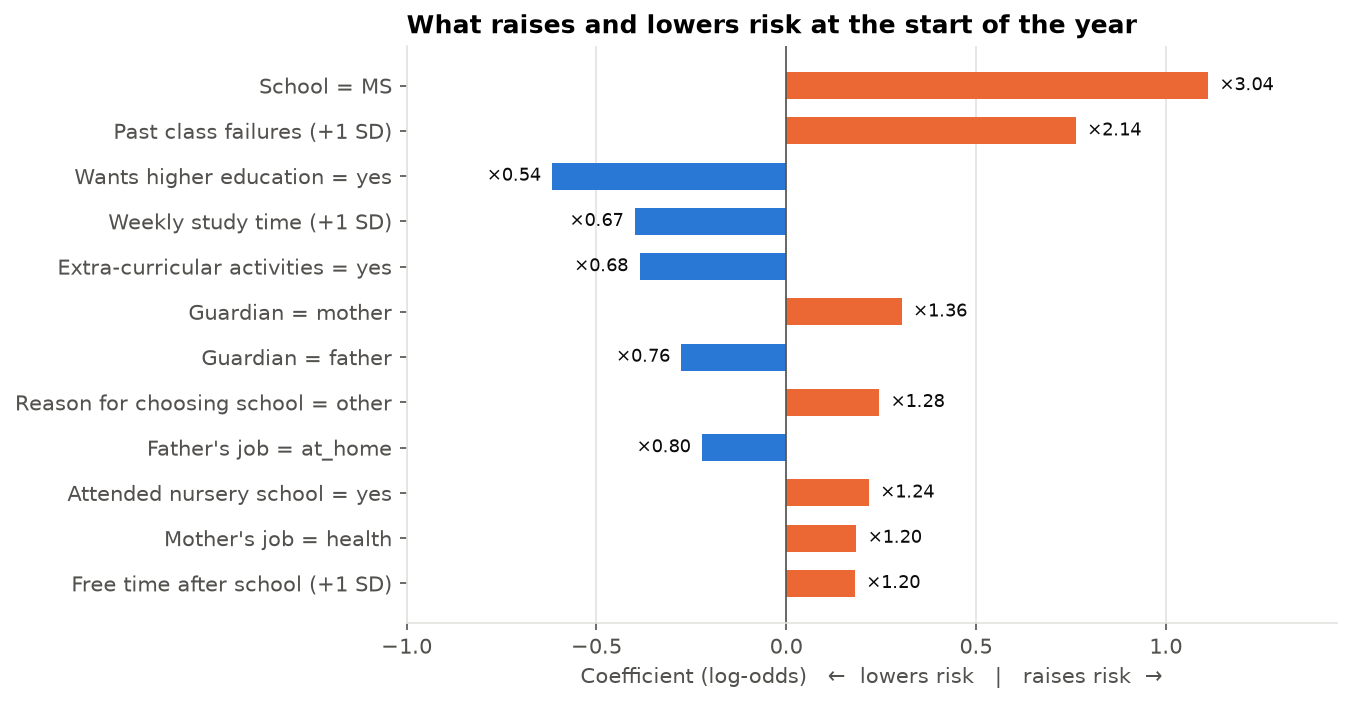 What raises and lowers risk at the start of the year
School = MS
×3.04
Past class failures (+1 SD)
×2.14
Wants higher education = yes
×0.54
Weekly study time (+1 SD)
×0.67
Extra-curricular activities = yes
×0.68
Guardian = mother
×1.36
Guardian = father
×0.76
Reason for choosing school = other
×1.28
Father's job = at_home
×0.80
Attended nursery school = yes
×1.24
Mother's job = health
×1.20
Free time after school (+1 SD)
×1.20
−1.0 −0.5 0.0 0.5 1.0
Coefficient (log-odds) ← lowers risk | raises risk →